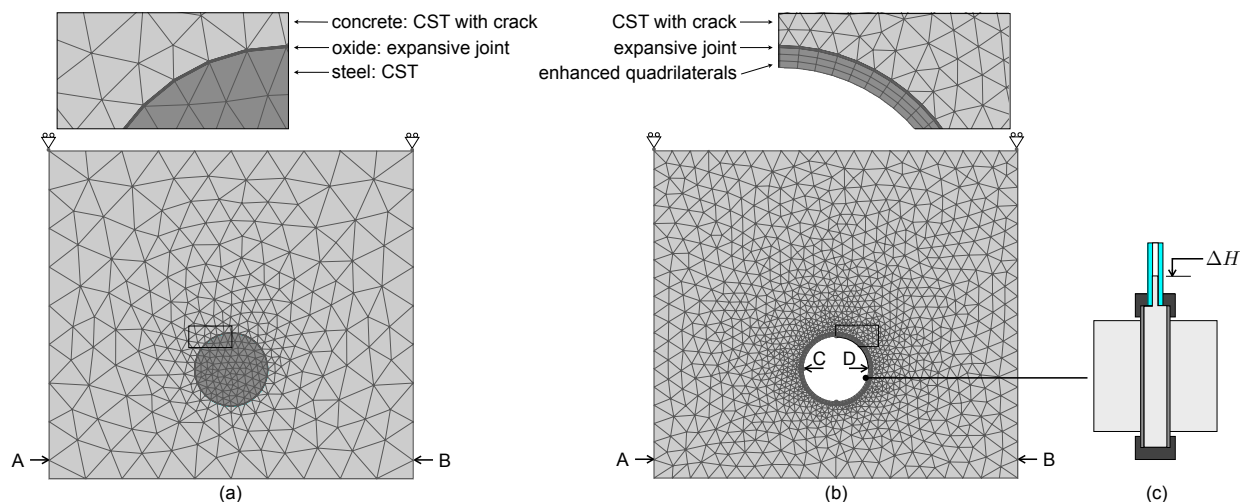 concrete: CST with crack
oxide: expansive joint
steel: CST
CST with crack
expansive joint
enhanced quadrilaterals
ΔH
C D
A B
A B
(a) (b) (c)